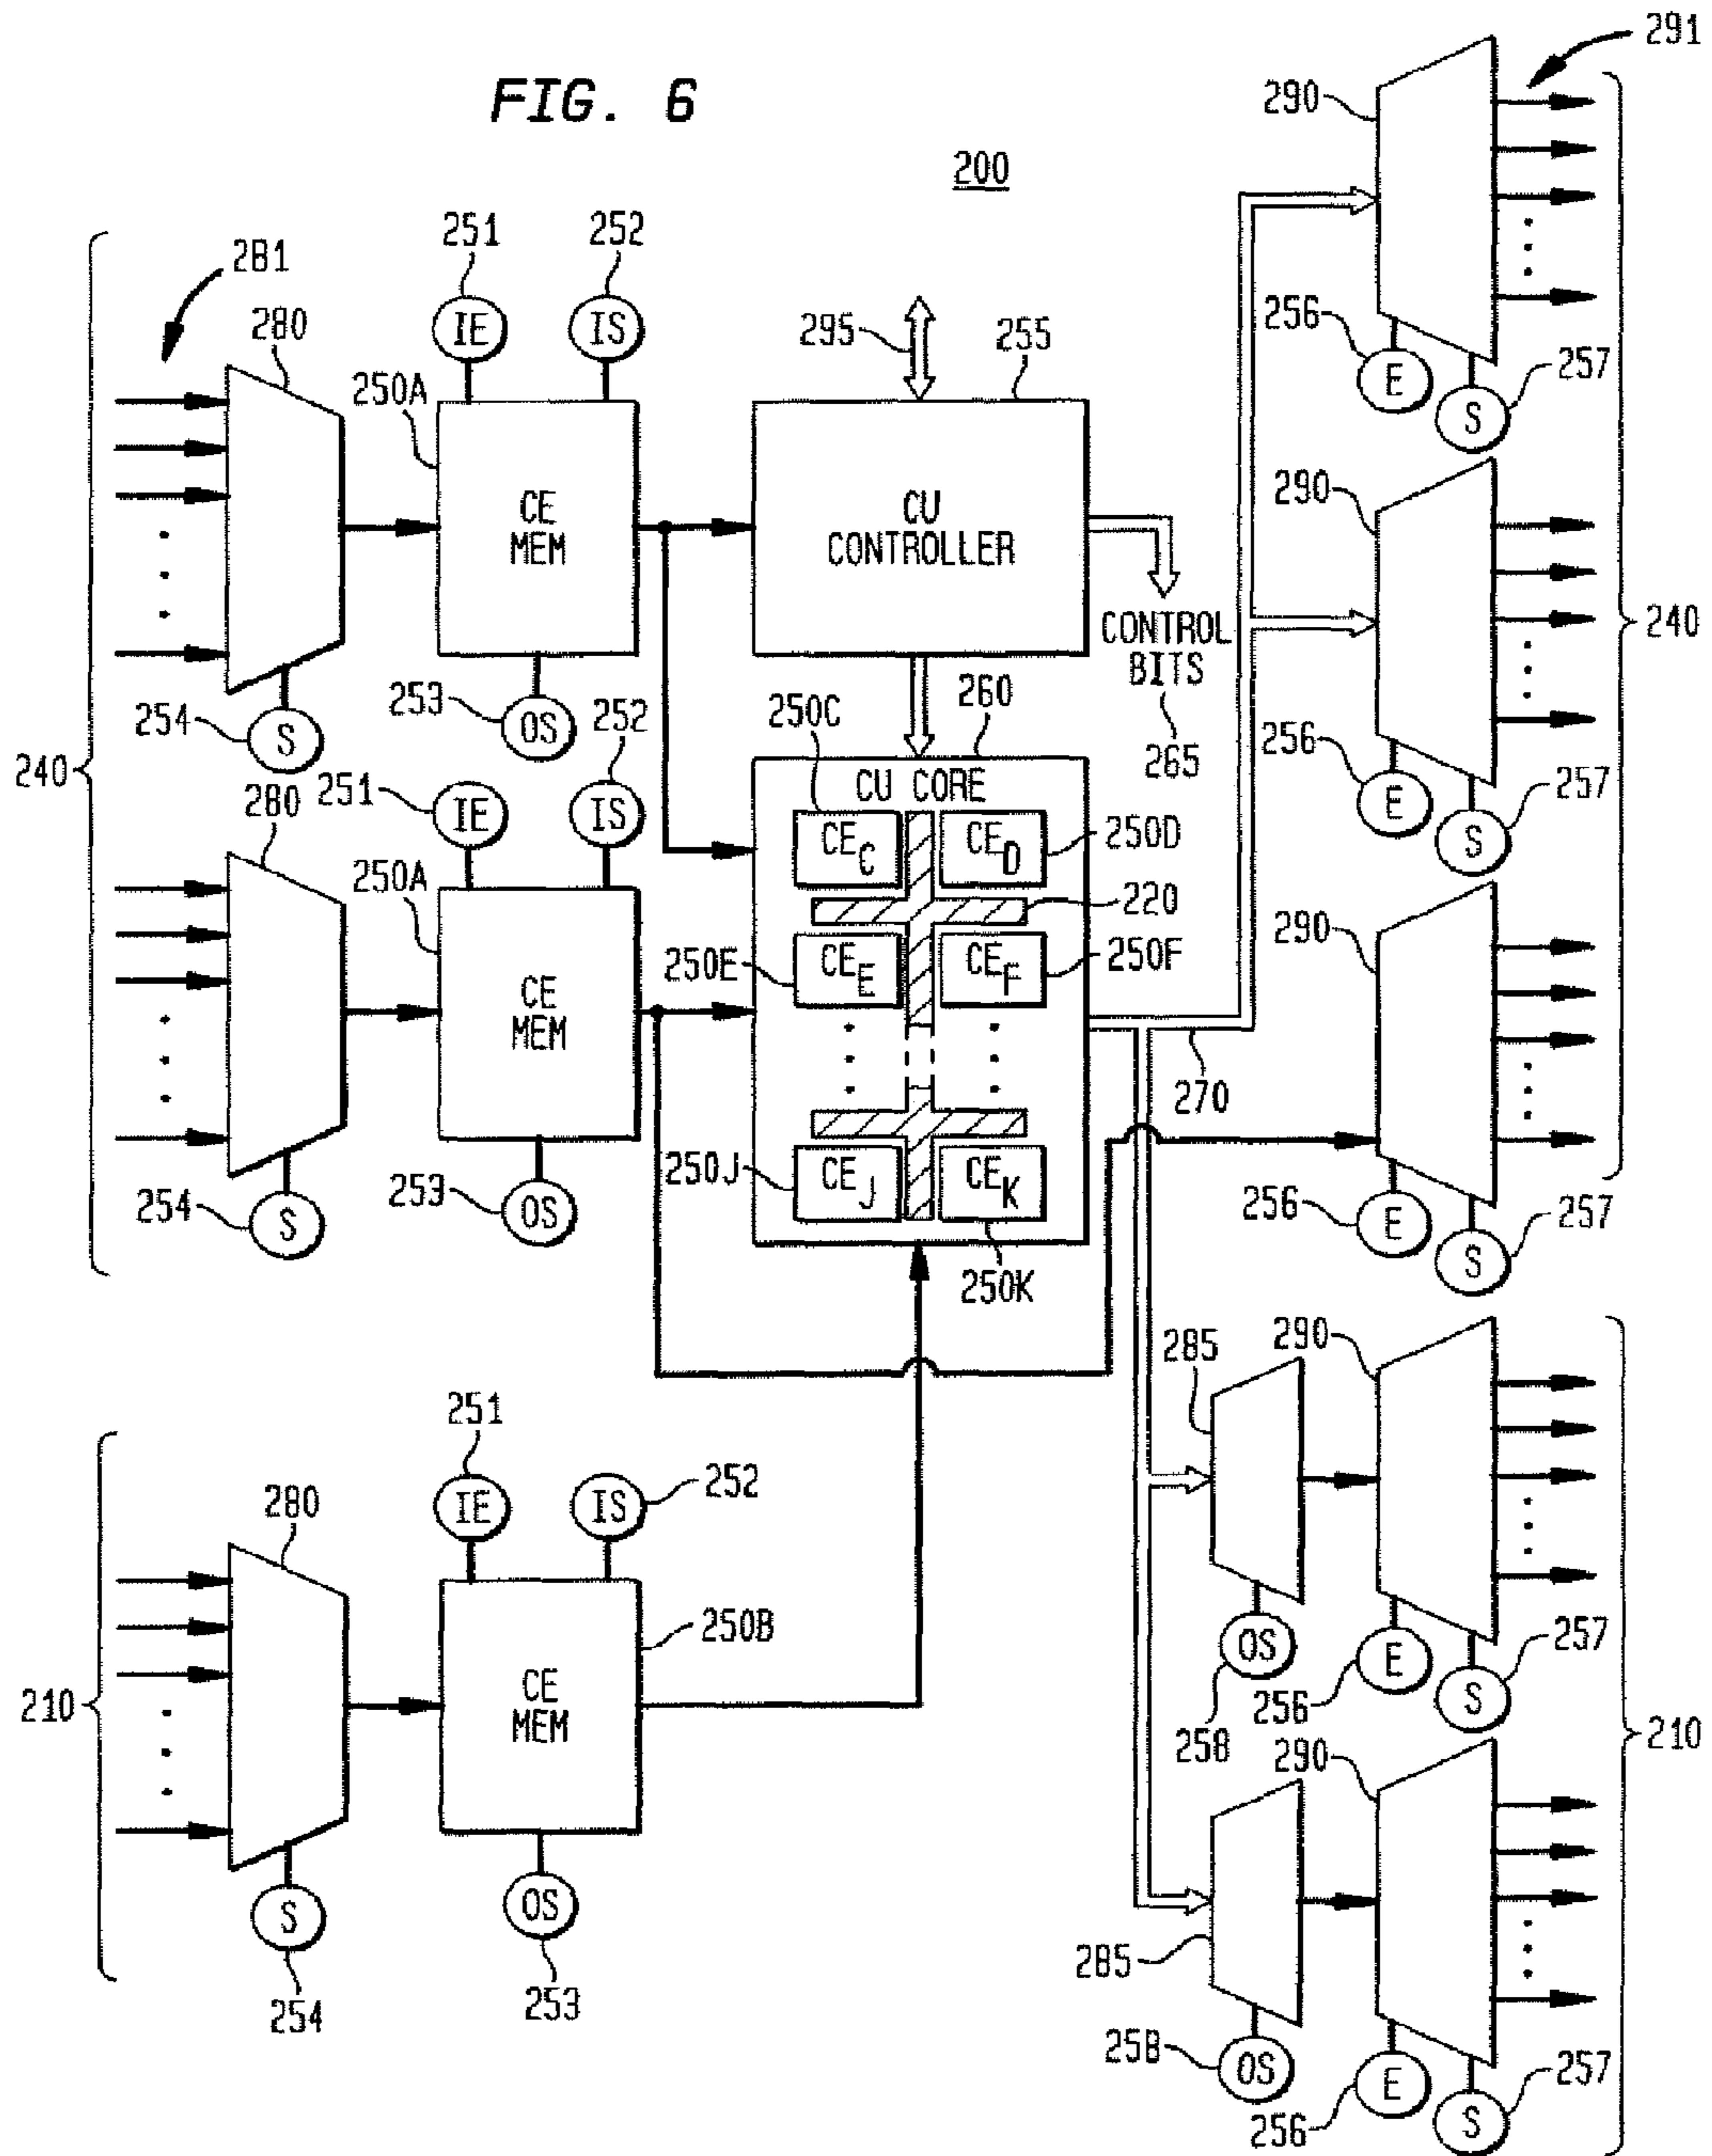 FIG. 6
200
291
290
240
281
280
251
252
IE
IS
250A
295
255
CE
MEM
CU
CONTROLLER
256
E
257
S
290
CONTROL
BITS
265
240
254
S
253
OS
252
250C
260
240
280
251
IE
IS
256
E
257
S
CU CORE
CE C
CE D
250D
220
250A
CE
MEM
250E
CE E
CE F
250F
290
270
250J
CE J
CE K
250K
254
S
253
OS
256
E
257
S
285
290
251
IE
IS
252
280
250B
CE
MEM
210
OS
258
256
E
257
S
290
210
S
254
OS
253
285
258
OS
256
E
257
S